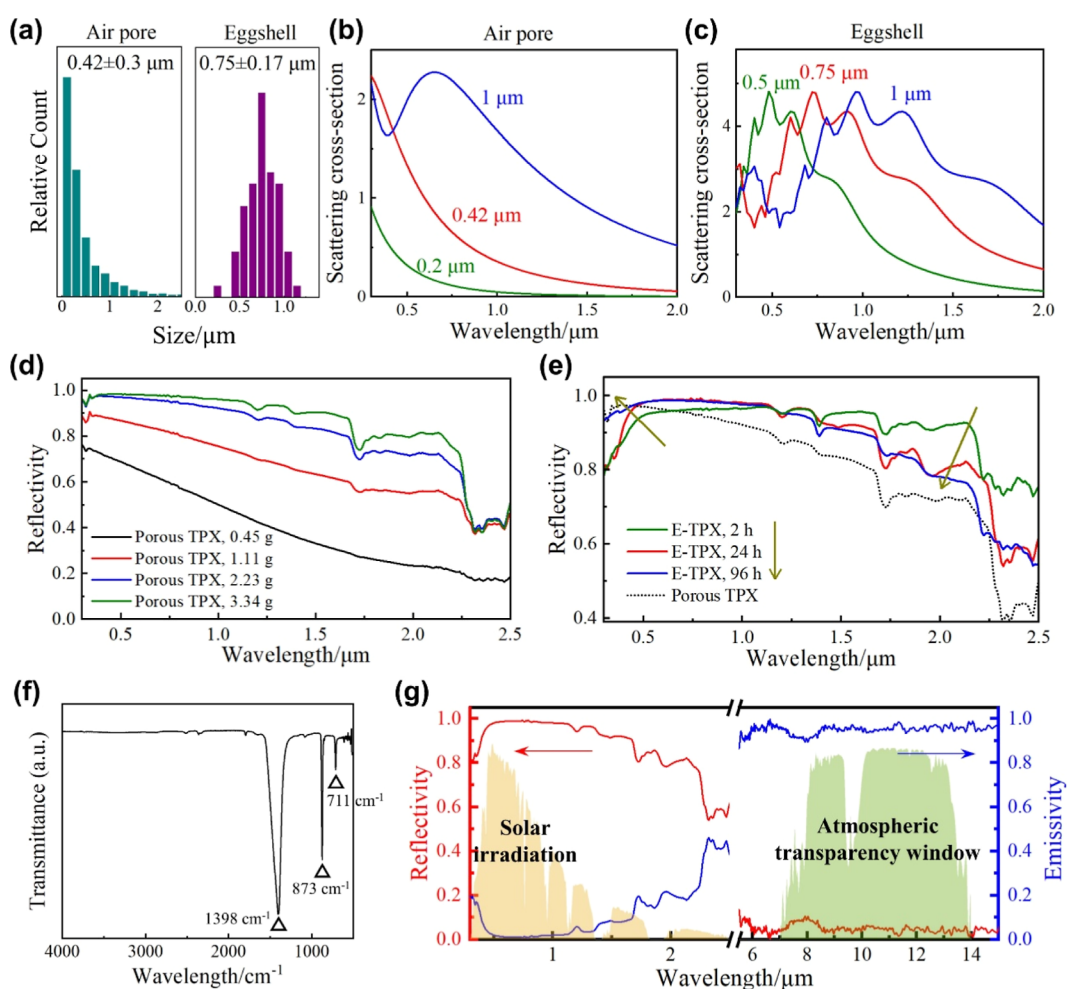 (a)
Air pore
0.42±0.3 μm
Eggshell
0.75±0.17 μm
Relative Count
0 1 2
0.0 0.5 1.0
Size/μm
(b)
Air pore
1 μm
0.42 μm
0.2 μm
Scattering cross-section
2
1
0
0.5 1.0 1.5 2.0
Wavelength/μm
(c)
Eggshell
0.5 μm
0.75 μm
1 μm
Scattering cross-section
4
2
0
0.5 1.0 1.5 2.0
Wavelength/μm
(d)
Reflectivity
1.0
0.8
0.6
0.4
0.2
0.0
Porous TPX, 0.45 g
Porous TPX, 1.11 g
Porous TPX, 2.23 g
Porous TPX, 3.34 g
0.5 1.0 1.5 2.0 2.5
Wavelength/μm
(e)
Reflectivity
1.0
0.8
0.6
0.4
E-TPX, 2 h
E-TPX, 24 h
E-TPX, 96 h
Porous TPX
0.5 1.0 1.5 2.0 2.5
Wavelength/μm
(f)
Transmittance (a.u.)
711 cm⁻¹
873 cm⁻¹
1398 cm⁻¹
4000 3000 2000 1000
Wavelength/cm⁻¹
(g)
Reflectivity
1.0
0.8
0.6
0.4
0.2
0.0
Solar
irradiation
Atmospheric
transparency window
1.0
0.8
0.6
0.4
0.2
0.0
Emissivity
1 2 6 8 10 12 14
Wavelength/μm